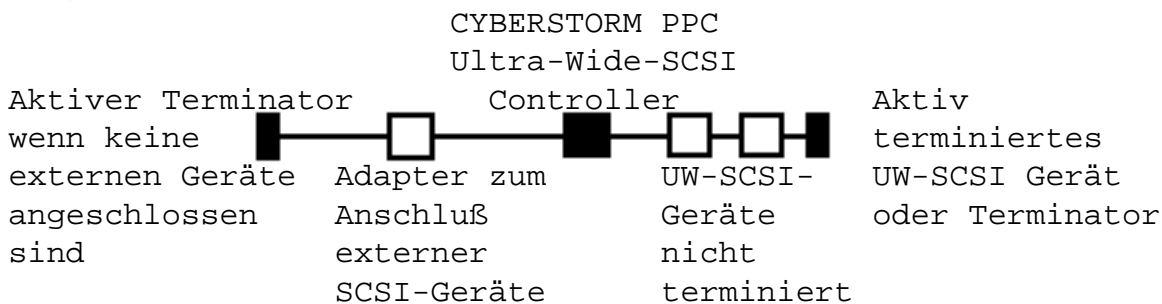 CYBERSTORM PPC
Ultra-Wide-SCSI
Controller
Aktiver Terminator
wenn keine
externen Geräte
angeschlossen
sind
Adapter zum
Anschluß
externer
SCSI-Geräte
UW-SCSI-
Geräte
nicht
terminiert
Aktiv
terminiertes
UW-SCSI Gerät
oder Terminator